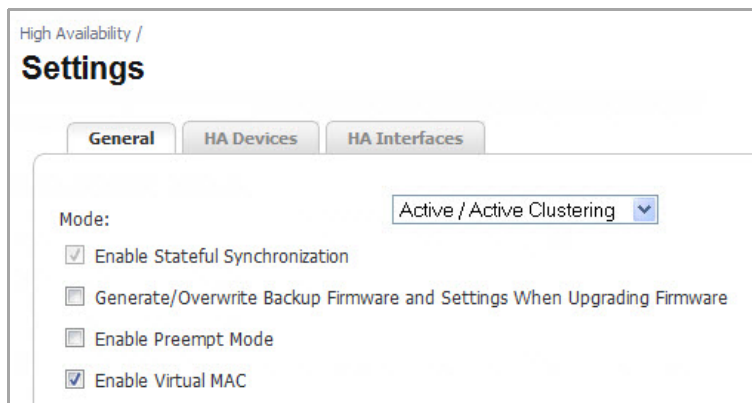 High Availability /
Settings
General HA Devices HA Interfaces
Mode: Active / Active Clustering
Enable Stateful Synchronization
Generate/Overwrite Backup Firmware and Settings When Upgrading Firmware
Enable Preempt Mode
Enable Virtual MAC